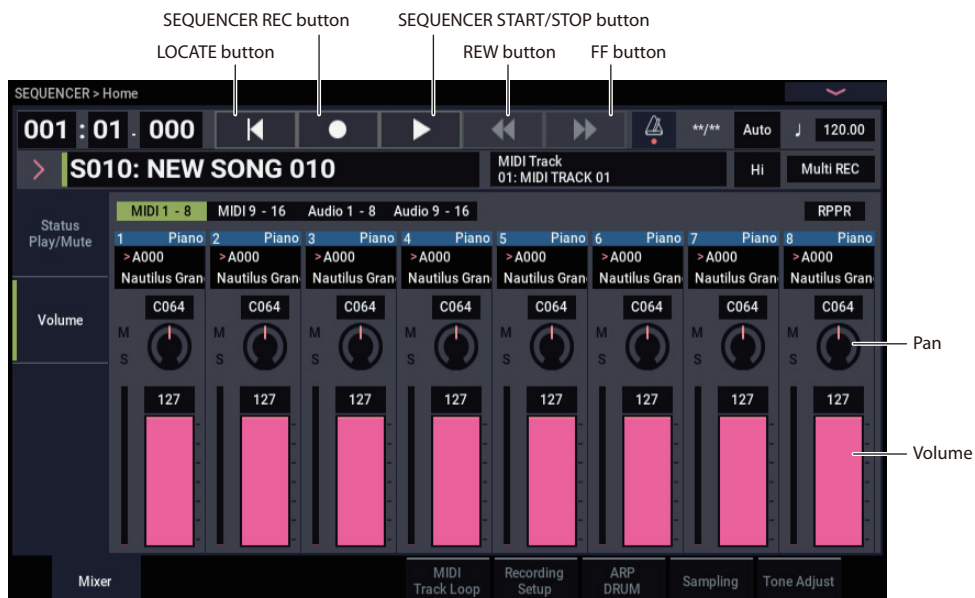 SEQUENCER REC button
SEQUENCER START/STOP button
LOCATE button
REW button
FF button
SEQUENCER > Home
001 : 01 . 000
**/**
Auto
♩ 120.00
> S010: NEW SONG 010
MIDI Track
01: MIDI TRACK 01
Hi
Multi REC
Status
Play/Mute
MIDI 1 - 8
MIDI 9 - 16
Audio 1 - 8
Audio 9 - 16
RPPR
1 Piano 2 Piano 3 Piano 4 Piano 5 Piano 6 Piano 7 Piano 8 Piano
>A000 >A000 >A000 >A000 >A000 >A000 >A000 >A000
Nautilus Gran Nautilus Gran Nautilus Gran Nautilus Gran Nautilus Gran Nautilus Gran Nautilus Gran Nautilus Gran
Volume
C064 C064 C064 C064 C064 C064 C064 C064
M M M M M M M M
S S S S S S S S
Pan
127 127 127 127 127 127 127 127
Volume
Mixer
MIDI
Track Loop
Recording
Setup
ARP
DRUM
Sampling
Tone Adjust